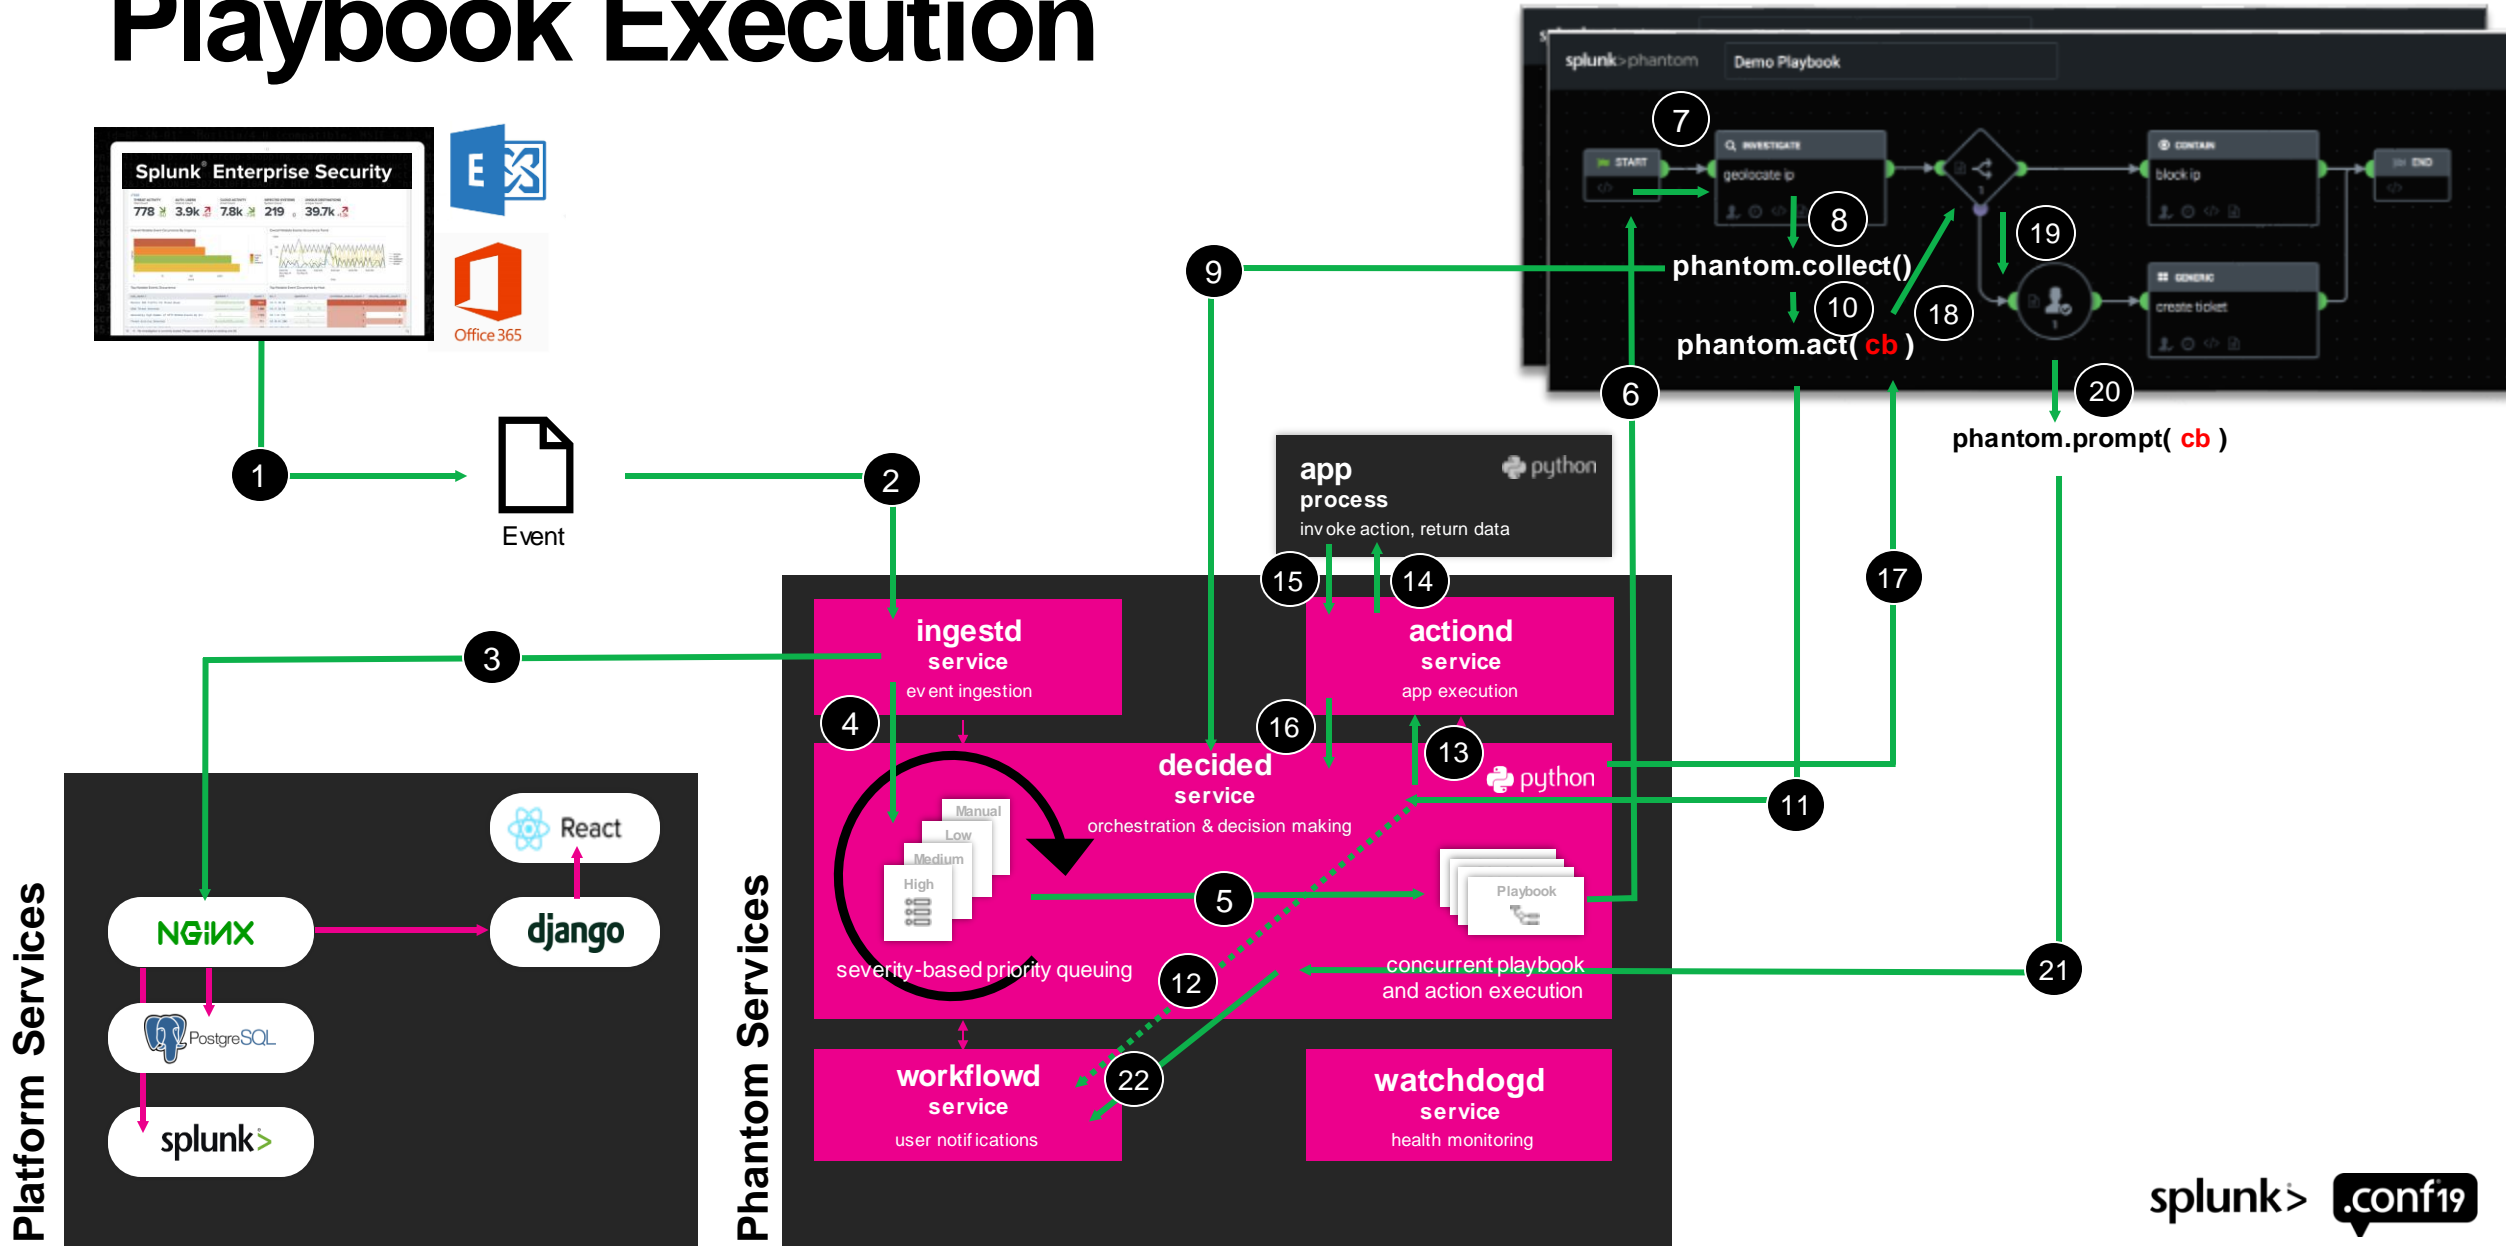 Playbook Execution
splunk>phantom
Demo Playbook
7
INVESTIGATE
CONTAIN
START
END
geolocate ip
block ip
1
8
19
phantom.collect()
GENERIC
10
18
create ticket
1
phantom.act( cb )
6
20
phantom.prompt( cb )
Splunk® Enterprise Security
778
3.9k
7.8k
219
39.7k
E
Office 365
9
1
Event
2
app
process
invoke action, return data
python
15
14
17
3
ingestd
service
event ingestion
actiond
service
app execution
4
16
13
decided
service
orchestration & decision making
python
11
Manual
Low
Medium
High
5
Playbook
severity-based priority queuing
12
concurrent playbook
and action execution
21
workflowd
service
user notifications
22
watchdogd
service
health monitoring
Platform Services
React
NGINX
django
PostgreSQL
splunk>
Phantom Services
splunk>
.conf19